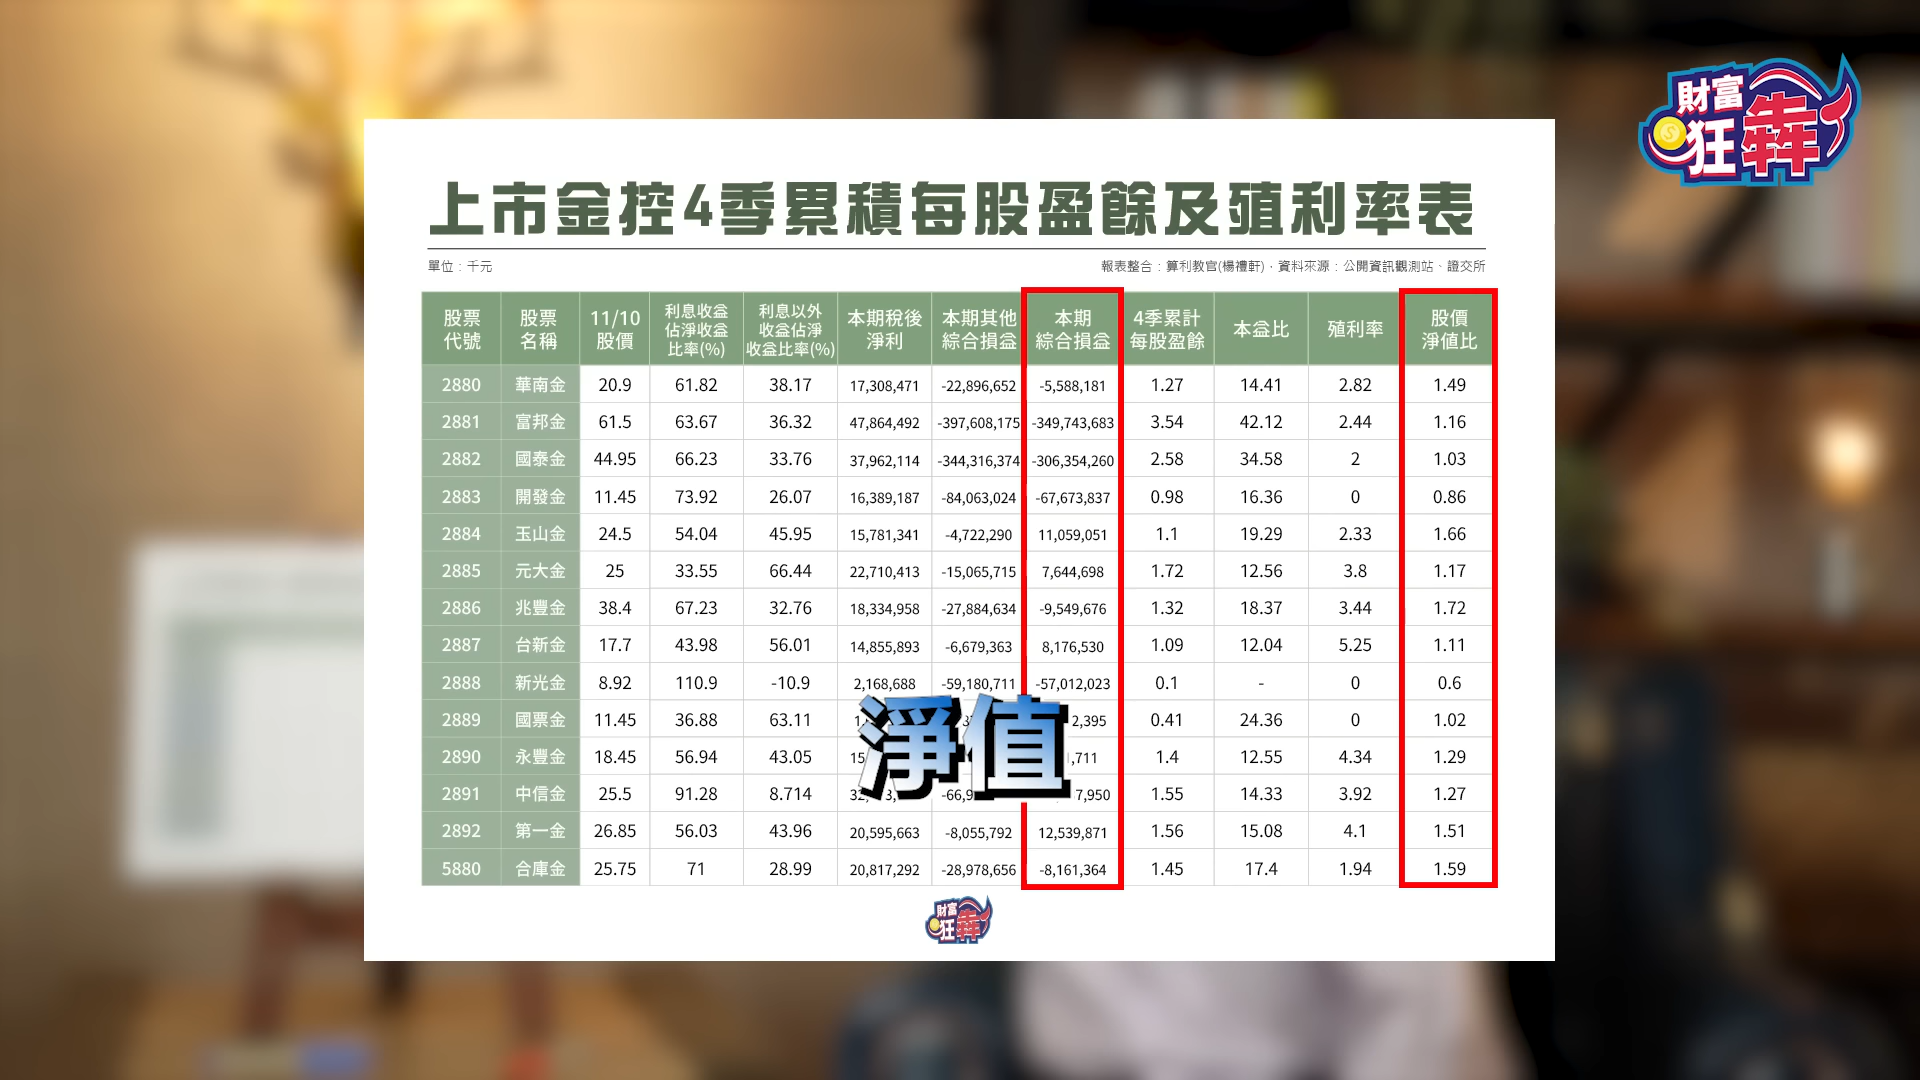 財富
狂犇
上市金控4季累積每股盈餘及殖利率表
單位：千元 報表整合：算利教官(楊禮軒)，資料來源：公開資訊觀測站、證交所
股票代號 股票名稱 11/10股價 利息收益佔淨收益比率(%) 利息以外收益佔淨收益比率(%) 本期稅後淨利 本期其他綜合損益 本期綜合損益 4季累計每股盈餘 本益比 殖利率 股價淨值比
2880 華南金 20.9 61.82 38.17 17,308,471 -22,896,652 -5,588,181 1.27 14.41 2.82 1.49
2881 富邦金 61.5 63.67 36.32 47,864,492 -397,608,175 -349,743,683 3.54 42.12 2.44 1.16
2882 國泰金 44.95 66.23 33.76 37,962,114 -344,316,374 -306,354,260 2.58 34.58 2 1.03
2883 開發金 11.45 73.92 26.07 16,389,187 -84,063,024 -67,673,837 0.98 16.36 0 0.86
2884 玉山金 24.5 54.04 45.95 15,781,341 -4,722,290 11,059,051 1.1 19.29 2.33 1.66
2885 元大金 25 33.55 66.44 22,710,413 -15,065,715 7,644,698 1.72 12.56 3.8 1.17
2886 兆豐金 38.4 67.23 32.76 18,334,958 -27,884,634 -9,549,676 1.32 18.37 3.44 1.72
2887 台新金 17.7 43.98 56.01 14,855,893 -6,679,363 8,176,530 1.09 12.04 5.25 1.11
2888 新光金 8.92 110.9 -10.9 2,168,688 -59,180,711 -57,012,023 0.1 - 0 0.6
2889 國票金 11.45 36.88 63.11 0.41 24.36 0 1.02
2890 永豐金 18.45 56.94 43.05 1.4 12.55 4.34 1.29
2891 中信金 25.5 91.28 8.714 1.55 14.33 3.92 1.27
2892 第一金 26.85 56.03 43.96 20,595,663 -8,055,792 12,539,871 1.56 15.08 4.1 1.51
5880 合庫金 25.75 71 28.99 20,817,292 -28,978,656 -8,161,364 1.45 17.4 1.94 1.59
淨值
財富
狂犇